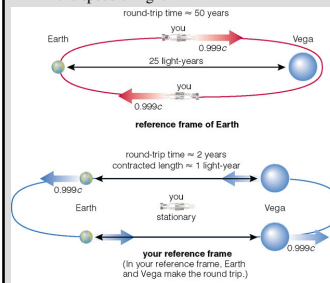 round-trip time ≈ 50 years
Earth
you
Vega
0.999c
25 light-years
you
0.999c
reference frame of Earth
round-trip time ≈ 2 years
contracted length ≈ 1 light-year
0.999c
Earth
you
Vega
stationary
0.999c
your reference frame
(In your reference frame, Earth
and Vega make the round trip.)